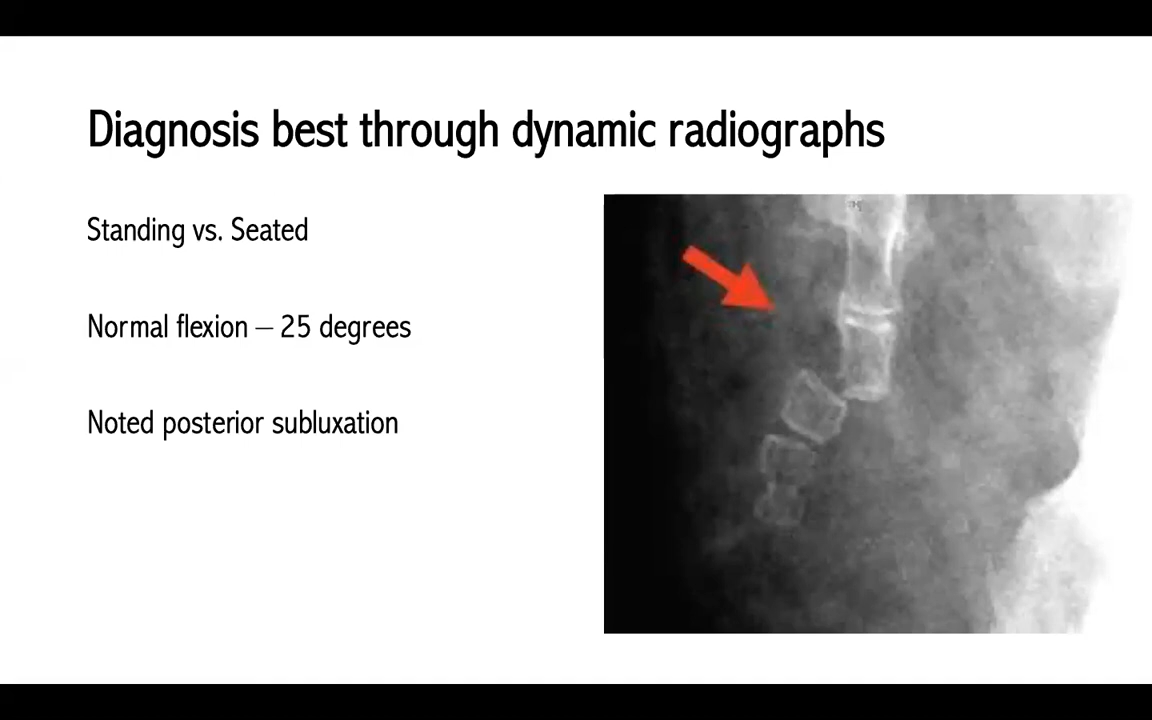 Diagnosis best through dynamic radiographs
Standing vs. Seated
Normal flexion – 25 degrees
Noted posterior subluxation